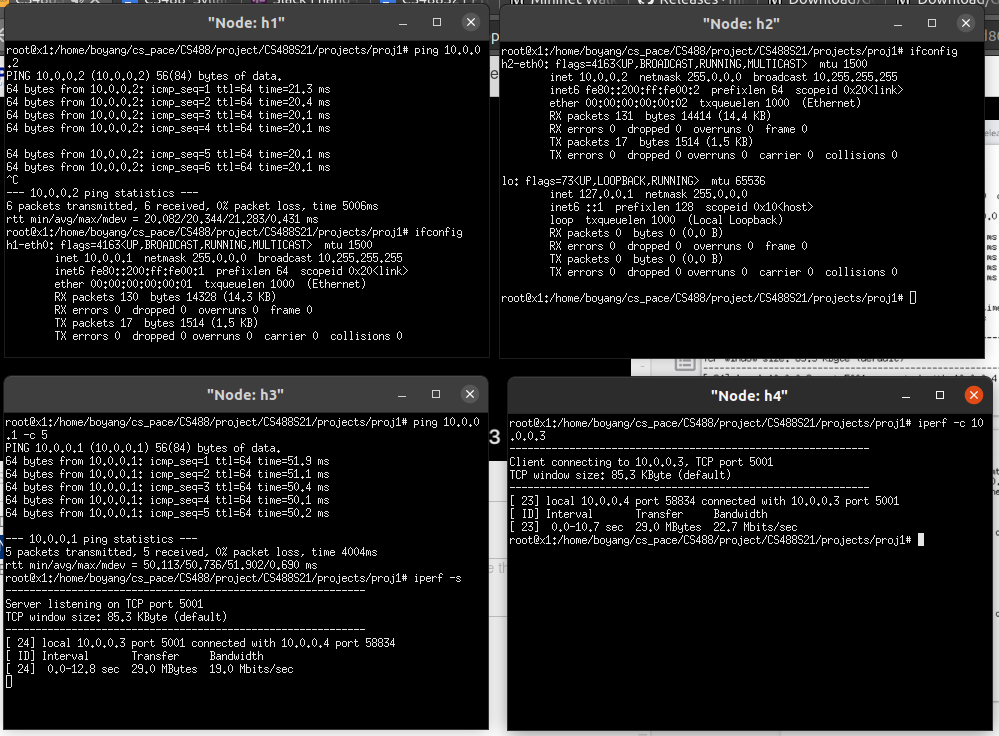 "Node: h1"
root@x1:/home/boyang/cs_pace/CS488/project/CS488S21/projects/proj1# ping 10.0.0
.2
PING 10.0.0.2 (10.0.0.2) 56(84) bytes of data.
64 bytes from 10.0.0.2: icmp_seq=1 ttl=64 time=21.3 ms
64 bytes from 10.0.0.2: icmp_seq=2 ttl=64 time=20.4 ms
64 bytes from 10.0.0.2: icmp_seq=3 ttl=64 time=20.1 ms
64 bytes from 10.0.0.2: icmp_seq=4 ttl=64 time=20.1 ms
64 bytes from 10.0.0.2: icmp_seq=5 ttl=64 time=20.1 ms
64 bytes from 10.0.0.2: icmp_seq=6 ttl=64 time=20.1 ms
^C
--- 10.0.0.2 ping statistics ---
6 packets transmitted, 6 received, 0% packet loss, time 5006ms
rtt min/avg/max/mdev = 20.082/20.344/21.283/0.431 ms
root@x1:/home/boyang/cs_pace/CS488/project/CS488S21/projects/proj1# ifconfig
h1-eth0: flags=4163<UP,BROADCAST,RUNNING,MULTICAST>  mtu 1500
inet 10.0.0.1  netmask 255.0.0.0  broadcast 10.255.255.255
inet6 fe80::200:ff:fe00:1  prefixlen 64  scopeid 0x20<link>
ether 00:00:00:00:00:01  txqueuelen 1000  (Ethernet)
RX packets 130  bytes 14328 (14.3 KB)
RX errors 0  dropped 0  overruns 0  frame 0
TX packets 17  bytes 1514 (1.5 KB)
TX errors 0  dropped 0 overruns 0  carrier 0  collisions 0
"Node: h2"
root@x1:/home/boyang/cs_pace/CS488/project/CS488S21/projects/proj1# ifconfig
h2-eth0: flags=4163<UP,BROADCAST,RUNNING,MULTICAST>  mtu 1500
inet 10.0.0.2  netmask 255.0.0.0  broadcast 10.255.255.255
inet6 fe80::200:ff:fe00:2  prefixlen 64  scopeid 0x20<link>
ether 00:00:00:00:00:02  txqueuelen 1000  (Ethernet)
RX packets 131  bytes 14414 (14.4 KB)
RX errors 0  dropped 0  overruns 0  frame 0
TX packets 17  bytes 1514 (1.5 KB)
TX errors 0  dropped 0 overruns 0  carrier 0  collisions 0
lo: flags=73<UP,LOOPBACK,RUNNING>  mtu 65536
inet 127.0.0.1  netmask 255.0.0.0
inet6 ::1  prefixlen 128  scopeid 0x10<host>
loop  txqueuelen 1000  (Local Loopback)
RX packets 0  bytes 0 (0.0 B)
RX errors 0  dropped 0  overruns 0  frame 0
TX packets 0  bytes 0 (0.0 B)
TX errors 0  dropped 0 overruns 0  carrier 0  collisions 0
root@x1:/home/boyang/cs_pace/CS488/project/CS488S21/projects/proj1#
"Node: h3"
root@x1:/home/boyang/cs_pace/CS488/project/CS488S21/projects/proj1# ping 10.0.0
.1 -c 5
PING 10.0.0.1 (10.0.0.1) 56(84) bytes of data.
64 bytes from 10.0.0.1: icmp_seq=1 ttl=64 time=51.9 ms
64 bytes from 10.0.0.1: icmp_seq=2 ttl=64 time=51.1 ms
64 bytes from 10.0.0.1: icmp_seq=3 ttl=64 time=50.4 ms
64 bytes from 10.0.0.1: icmp_seq=4 ttl=64 time=50.1 ms
64 bytes from 10.0.0.1: icmp_seq=5 ttl=64 time=50.2 ms
--- 10.0.0.1 ping statistics ---
5 packets transmitted, 5 received, 0% packet loss, time 4004ms
rtt min/avg/max/mdev = 50.113/50.736/51.902/0.690 ms
root@x1:/home/boyang/cs_pace/CS488/project/CS488S21/projects/proj1# iperf -s
------------------------------------------------------------
Server listening on TCP port 5001
TCP window size: 85.3 KByte (default)
------------------------------------------------------------
[ 24] local 10.0.0.3 port 5001 connected with 10.0.0.4 port 58834
[ ID] Interval       Transfer     Bandwidth
[ 24]  0.0-12.8 sec  29.0 MBytes  19.0 Mbits/sec
"Node: h4"
root@x1:/home/boyang/cs_pace/CS488/project/CS488S21/projects/proj1# iperf -c 10
.0.0.3
------------------------------------------------------------
Client connecting to 10.0.0.3, TCP port 5001
TCP window size: 85.3 KByte (default)
------------------------------------------------------------
[ 23] local 10.0.0.4 port 58834 connected with 10.0.0.3 port 5001
[ ID] Interval       Transfer     Bandwidth
[ 23]  0.0-10.7 sec  29.0 MBytes  22.7 Mbits/sec
root@x1:/home/boyang/cs_pace/CS488/project/CS488S21/projects/proj1#